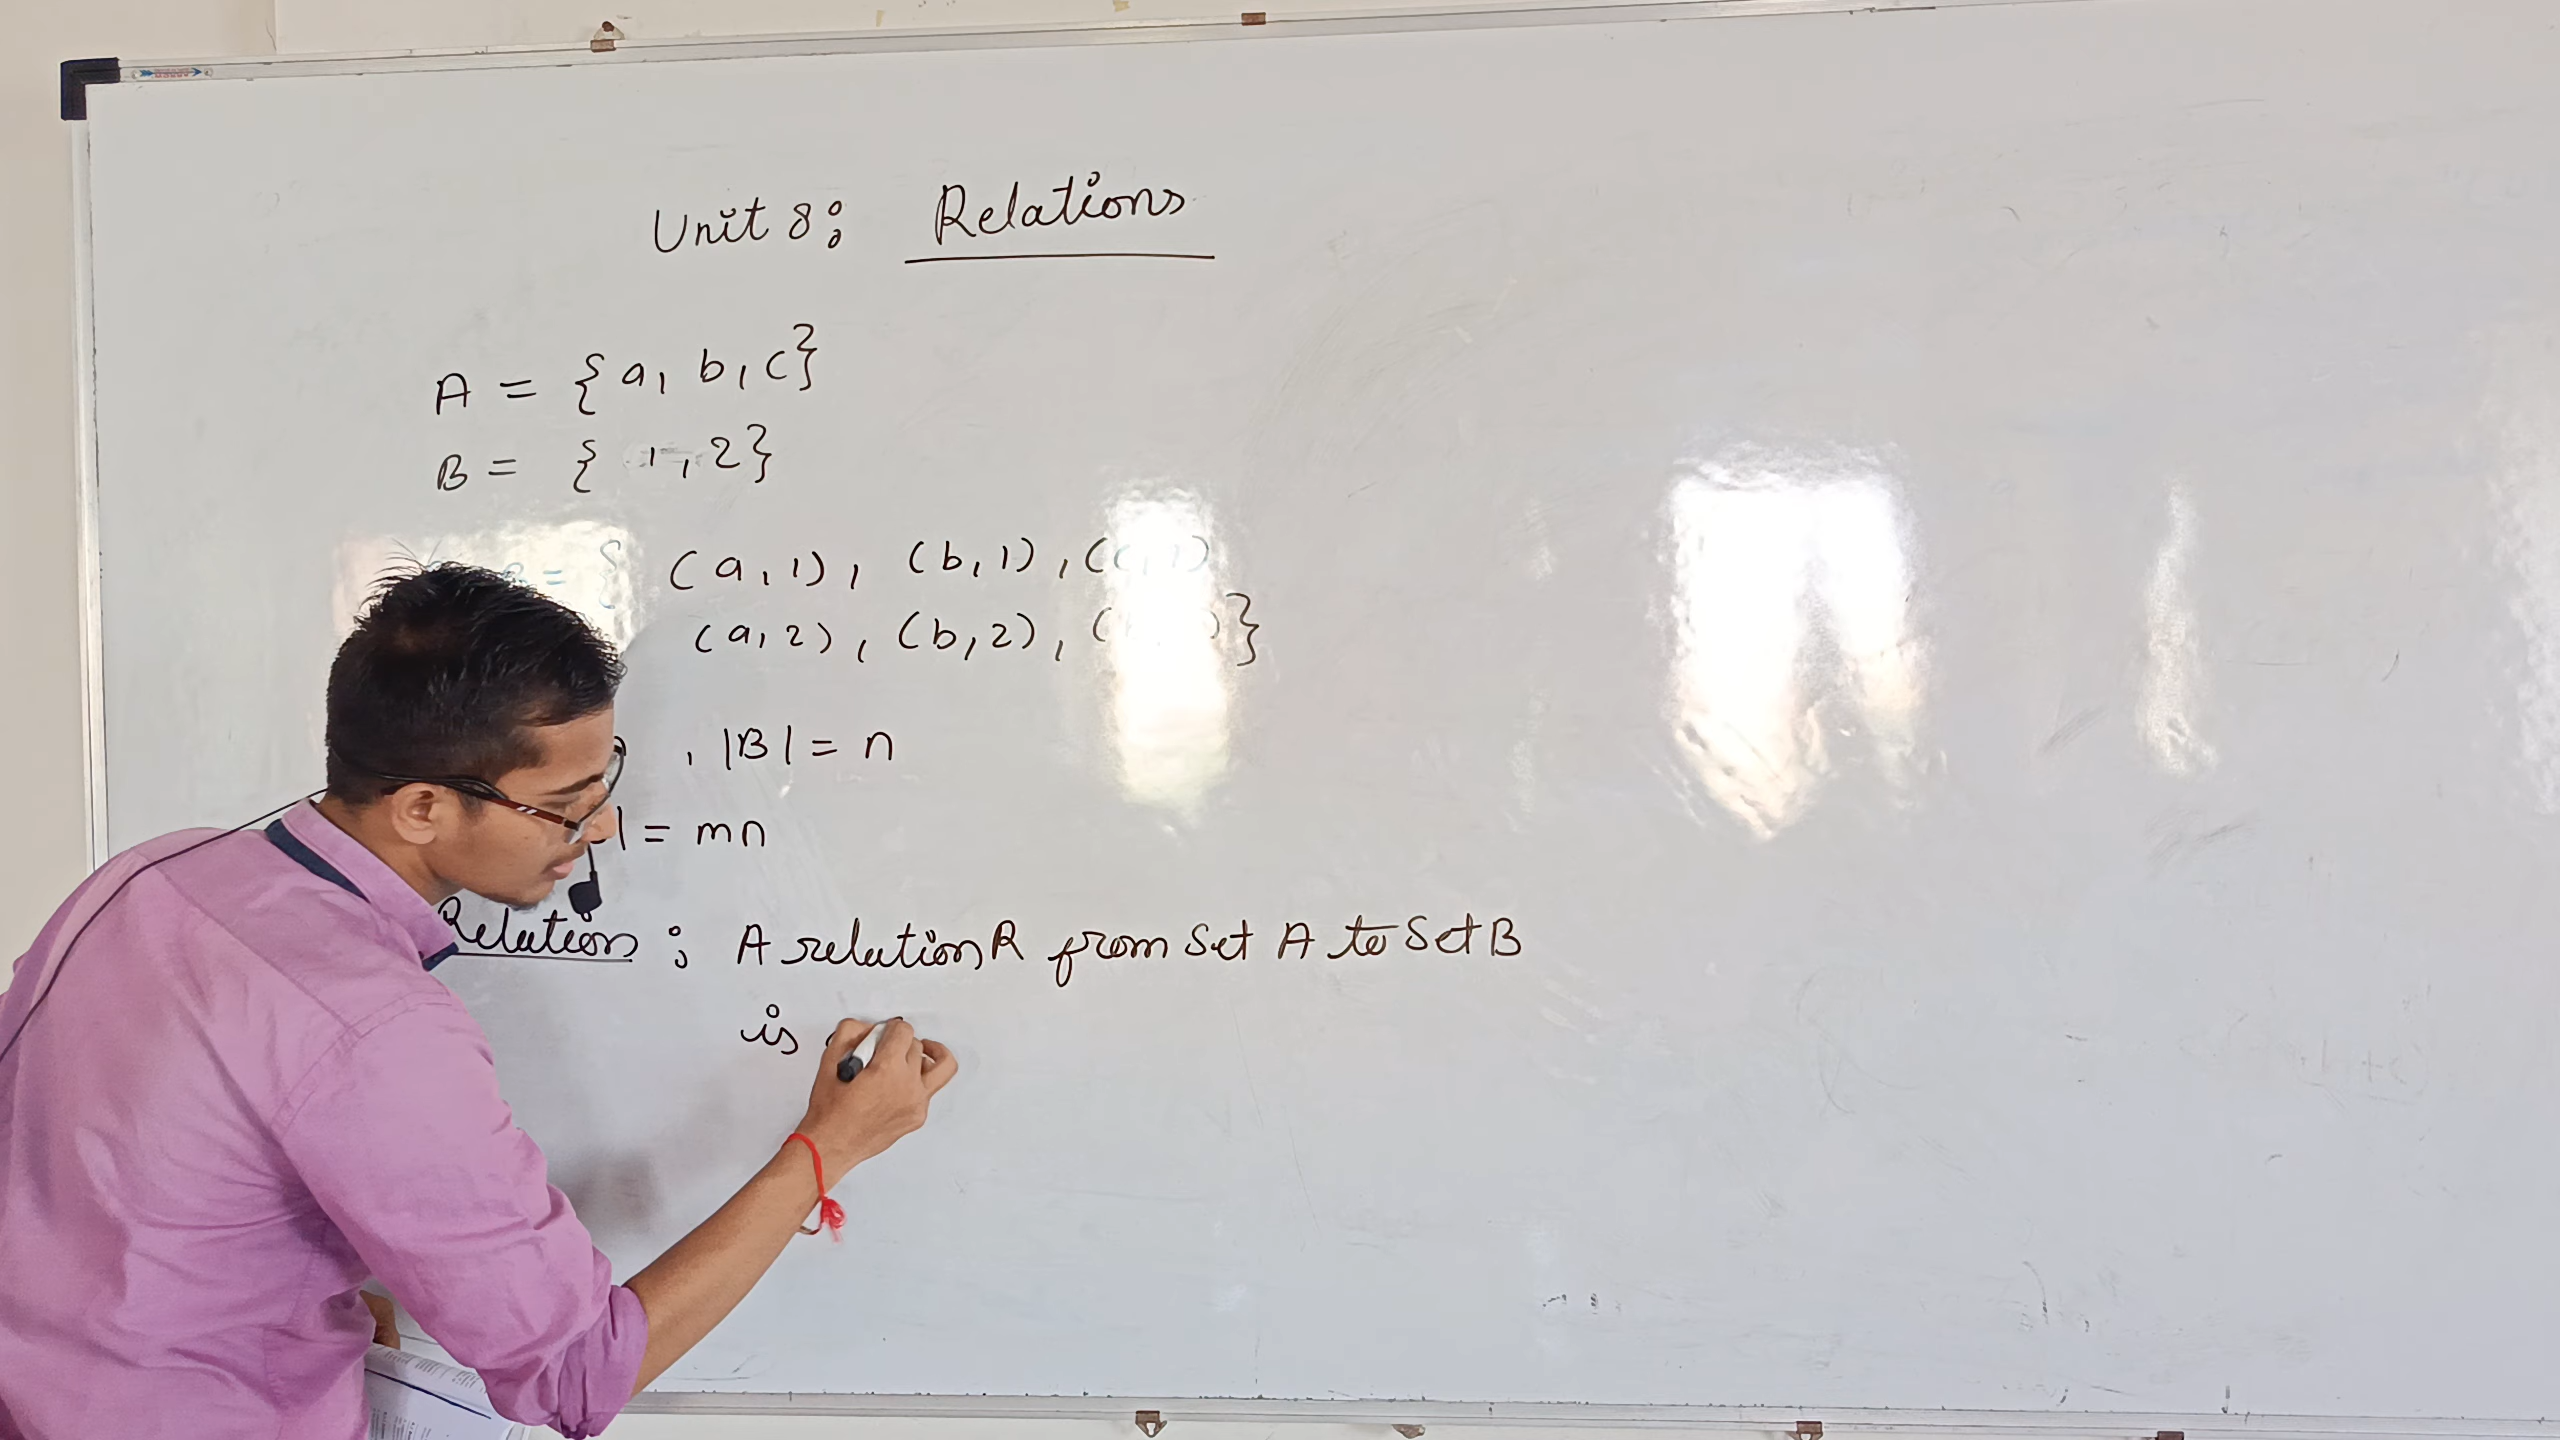 Unit 8: Relations
A = {a, b, c}
B = {1, 2}
B = { (a, 1), (b, 1), (c, 1)
(a, 2), (b, 2), ( ) }
, |B| = n
| = mn
Relation : A relation R from Set A to Set B
is